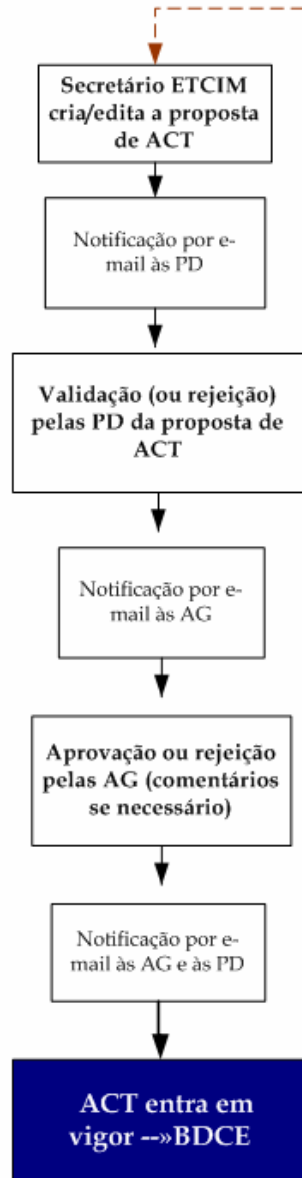 Secretário ETCIM
cria/edita a proposta
de ACT
Notificação por e-
mail às PD
Validação (ou rejeição)
pelas PD da proposta de
ACT
Notificação por e-
mail às AG
Aprovação ou rejeição
pelas AG (comentários
se necessário)
Notificação por e-
mail às AG e às PD
ACT entra em
vigor --»BDCE